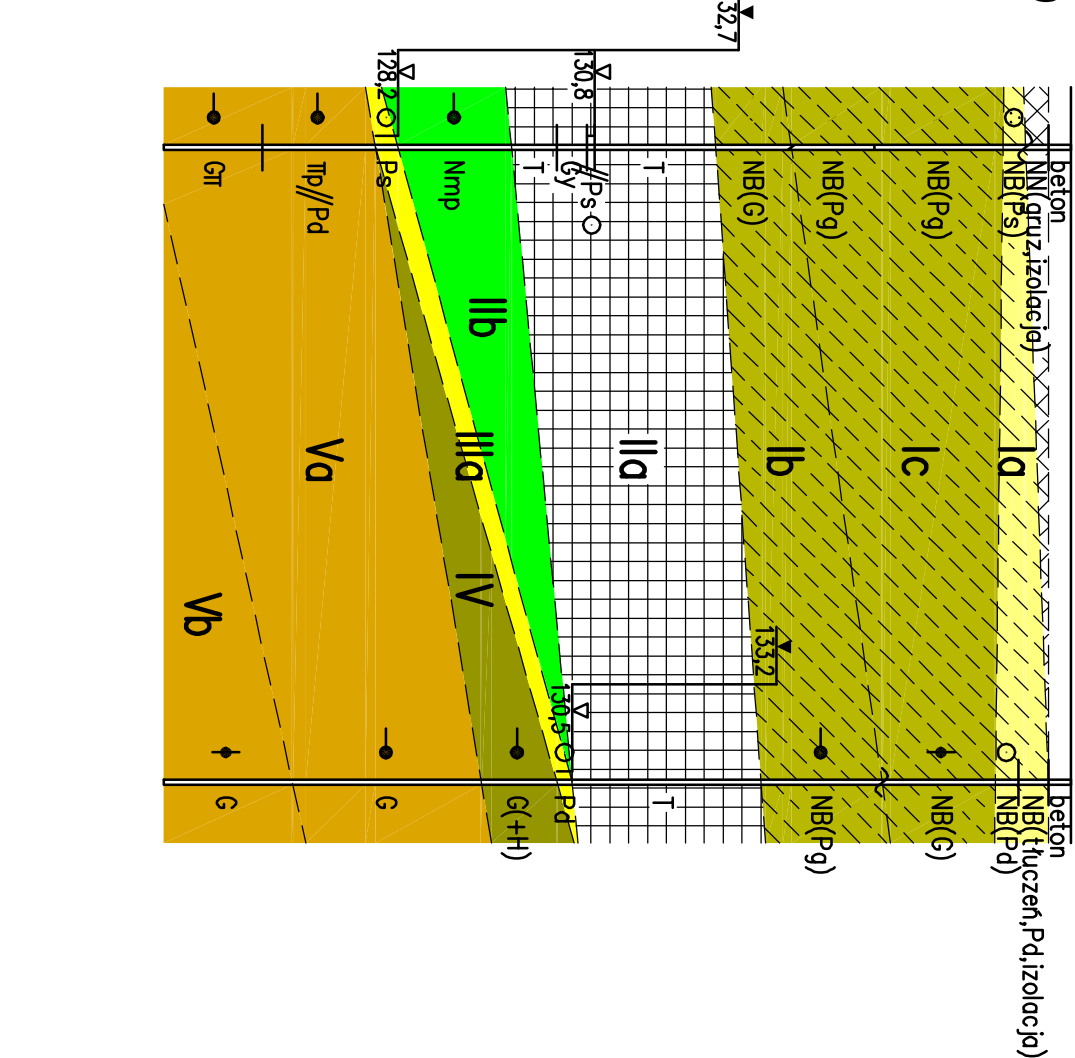 beton
NN(gruz,izolacja)
NB(Ps)
NB(Pg)
NB(Pg)
NB(G)
T
//Ps
Gy
T
Nmp
Ps
πp//Pd
Gπ
32,7
130,8
128,2
Ia
Ic
Ib
IIa
IIb
IIIa
IV
Va
Vb
133,2
130,5
beton
NB(tłuczeń,Pd,izolacja)
NB(Pd)
NB(G)
NB(Pg)
T
Pd
G(+H)
G
G